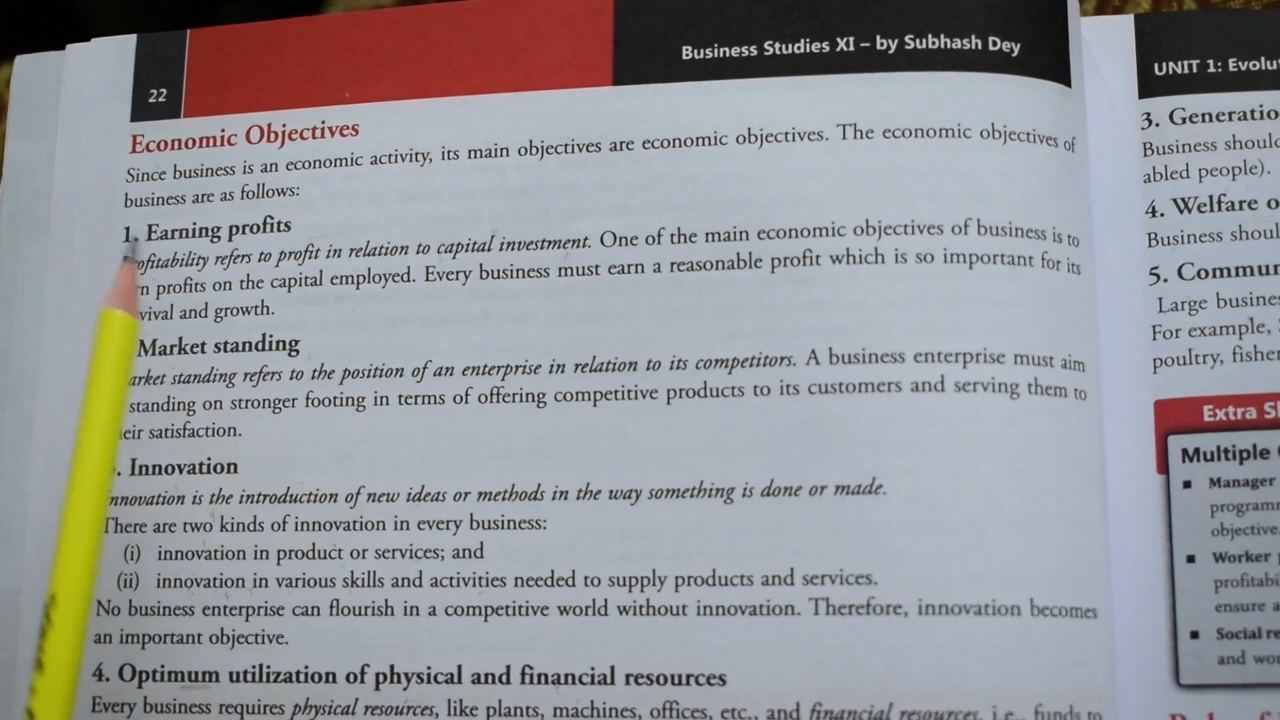 22
Business Studies XI – by Subhash Dey
Economic Objectives
Since business is an economic activity, its main objectives are economic objectives. The economic objectives of
business are as follows:
1. Earning profits
ofitability refers to profit in relation to capital investment. One of the main economic objectives of business is to
n profits on the capital employed. Every business must earn a reasonable profit which is so important for its
vival and growth.
Market standing
arket standing refers to the position of an enterprise in relation to its competitors. A business enterprise must aim
standing on stronger footing in terms of offering competitive products to its customers and serving them to
eir satisfaction.
. Innovation
nnovation is the introduction of new ideas or methods in the way something is done or made.
There are two kinds of innovation in every business:
(i) innovation in product or services; and
(ii) innovation in various skills and activities needed to supply products and services.
No business enterprise can flourish in a competitive world without innovation. Therefore, innovation becomes
an important objective.
4. Optimum utilization of physical and financial resources
Every business requires physical resources, like plants, machines, offices, etc., and financial resources, i.e., funds to
UNIT 1: Evolu
3. Generatio
Business should
abled people).
4. Welfare o
Business shoul
5. Commun
Large busines
For example,
poultry, fisher
Extra
Multiple
■ Manager
programm
objective
■ Worker
profitabi
ensure a
■ Social re
and wor